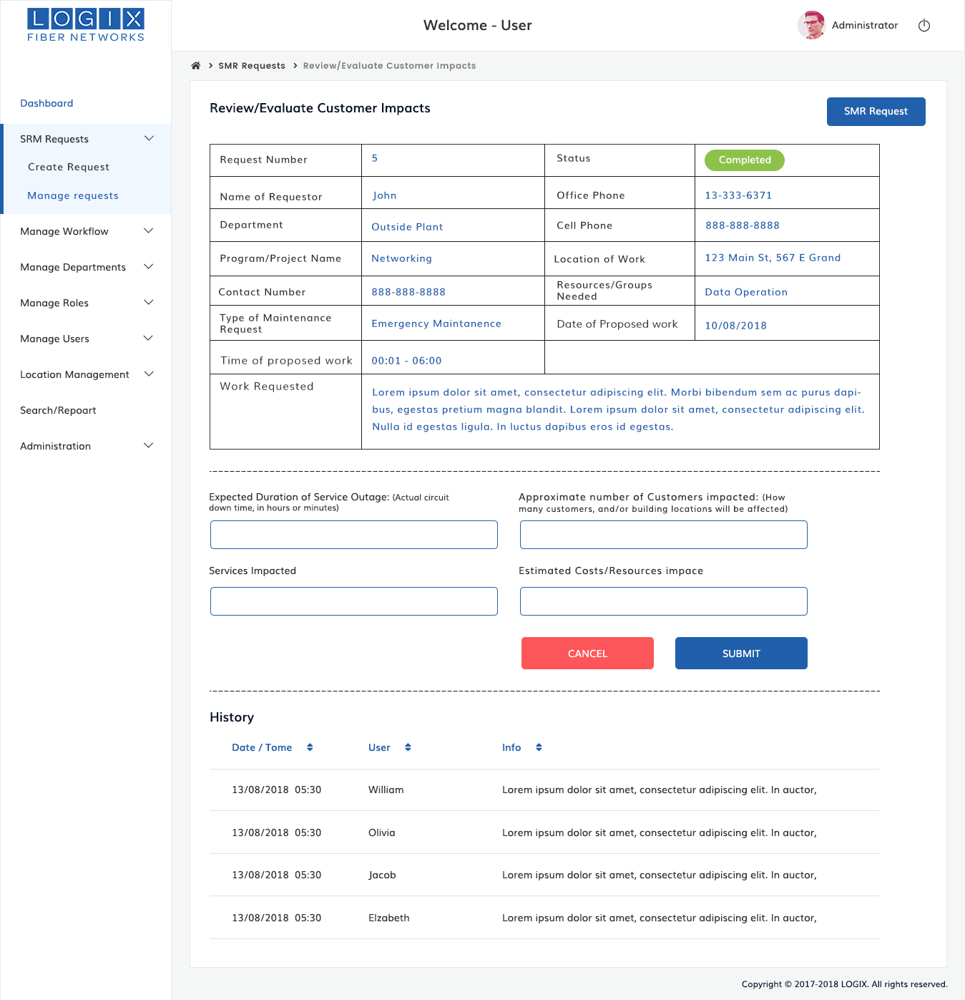 LOGIX
FIBER NETWORKS
Welcome - User
Administrator
SMR Requests
Review/Evaluate Customer Impacts
Dashboard
SRM Requests
Create Request
Manage requests
Manage Workflow
Manage Departments
Manage Roles
Manage Users
Location Management
Search/Repoart
Administration
Review/Evaluate Customer Impacts
SMR Request
Request Number
5
Status
Completed
Name of Requestor
John
Office Phone
13-333-6371
Department
Outside Plant
Cell Phone
888-888-8888
Program/Project Name
Networking
Location of Work
123 Main St, 567 E Grand
Contact Number
888-888-8888
Resources/Groups
Needed
Data Operation
Type of Maintenance
Request
Emergency Maintanence
Date of Proposed work
10/08/2018
Time of proposed work
00:01 - 06:00
Work Requested
Lorem ipsum dolor sit amet, consectetur adipiscing elit. Morbi bibendum sem ac purus dapi-
bus, egestas pretium magna blandit. Lorem ipsum dolor sit amet, consectetur adipiscing elit.
Nulla id egestas ligula. In luctus dapibus eros id egestas.
Expected Duration of Service Outage: (Actual circuit
down time, in hours or minutes)
Approximate number of Customers impacted: (How
many customers, and/or building locations will be affected)
Services Impacted
Estimated Costs/Resources impace
CANCEL
SUBMIT
History
Date / Tome
User
Info
13/08/2018 05:30
William
Lorem ipsum dolor sit amet, consectetur adipiscing elit. In auctor,
13/08/2018 05:30
Olivia
Lorem ipsum dolor sit amet, consectetur adipiscing elit. In auctor,
13/08/2018 05:30
Jacob
Lorem ipsum dolor sit amet, consectetur adipiscing elit. In auctor,
13/08/2018 05:30
Elzabeth
Lorem ipsum dolor sit amet, consectetur adipiscing elit. In auctor,
Copyright © 2017-2018 LOGIX. All rights reserved.